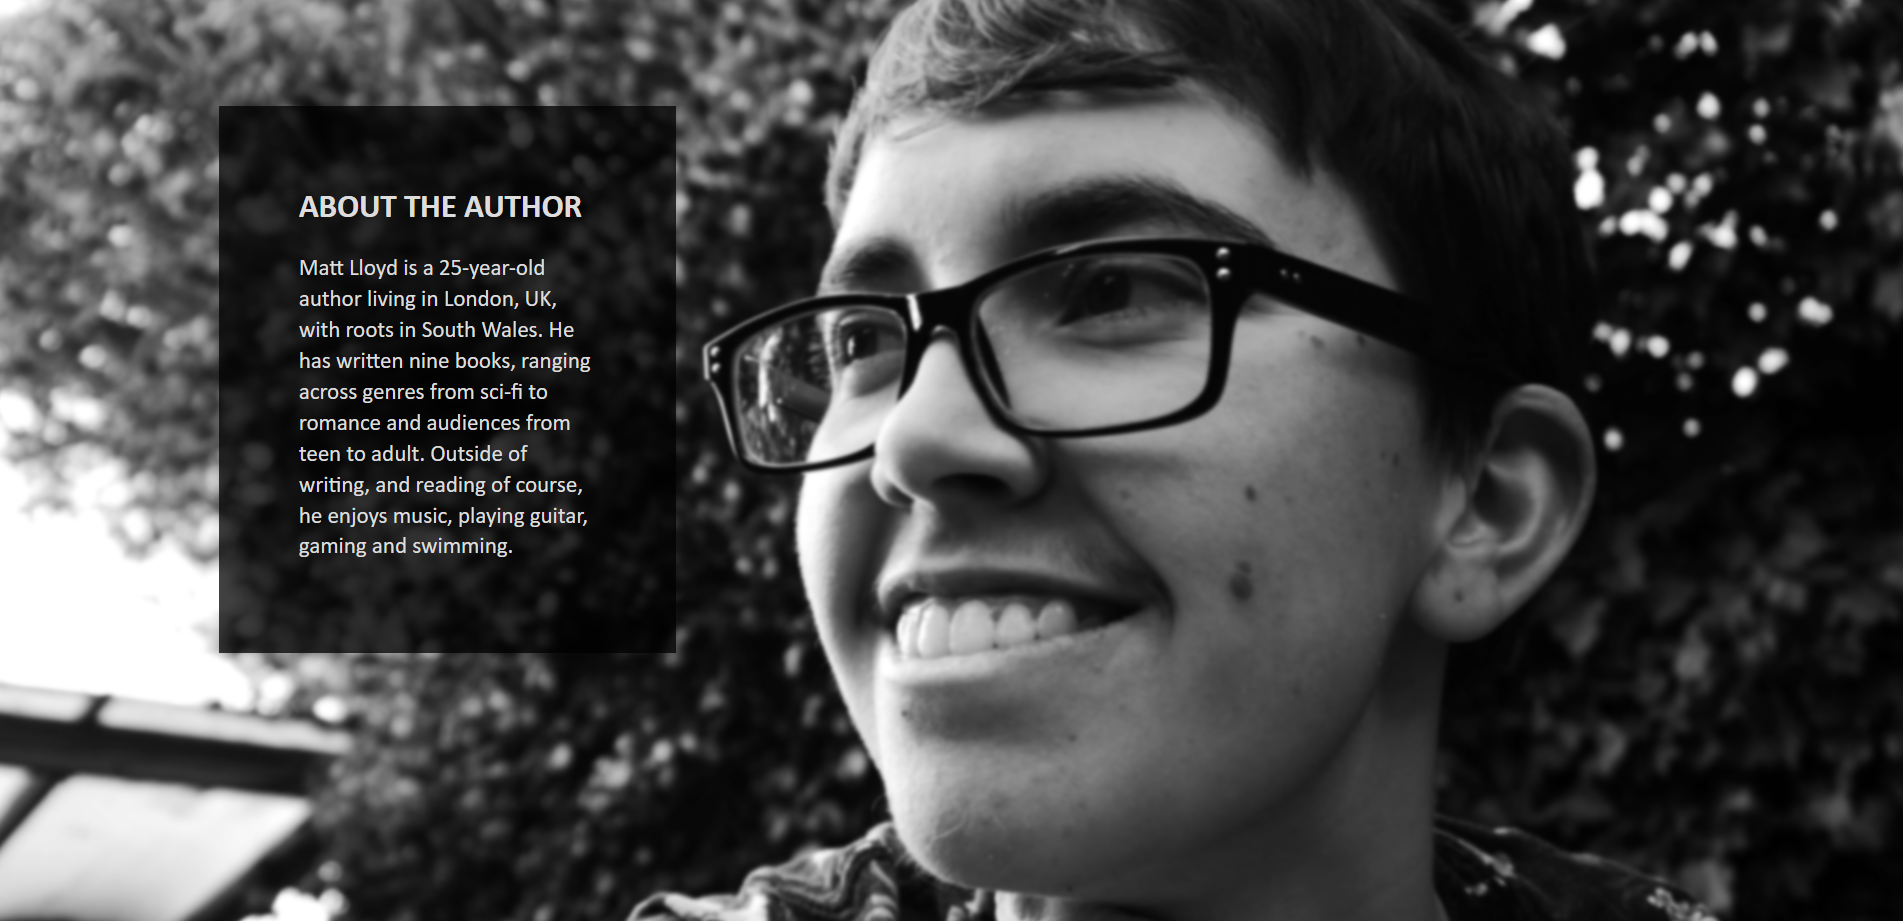 ABOUT THE AUTHOR
Matt Lloyd is a 25-year-old
author living in London, UK,
with roots in South Wales. He
has written nine books, ranging
across genres from sci-fi to
romance and audiences from
teen to adult. Outside of
writing, and reading of course,
he enjoys music, playing guitar,
gaming and swimming.